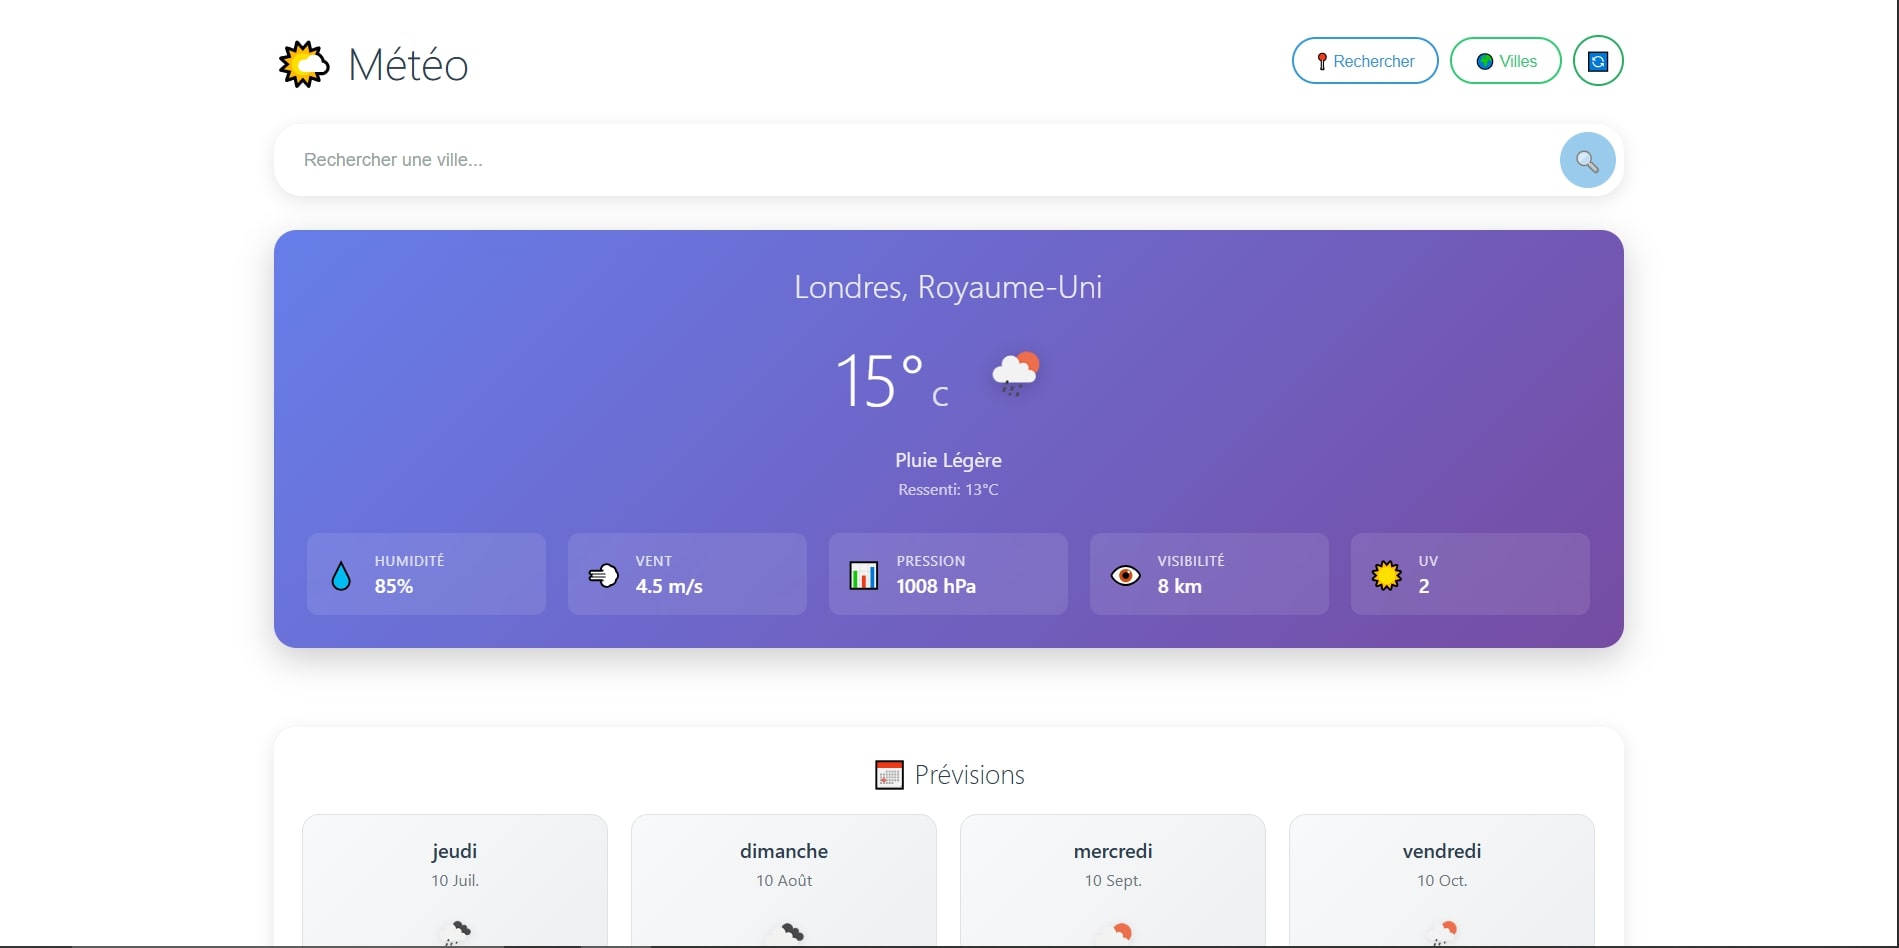 Météo
Rechercher
Villes
Rechercher une ville...
Londres, Royaume-Uni
15° C
Pluie Légère
Ressenti: 13°C
HUMIDITÉ
85%
VENT
4.5 m/s
PRESSION
1008 hPa
VISIBILITÉ
8 km
UV
2
Prévisions
jeudi
10 Juil.
dimanche
10 Août
mercredi
10 Sept.
vendredi
10 Oct.